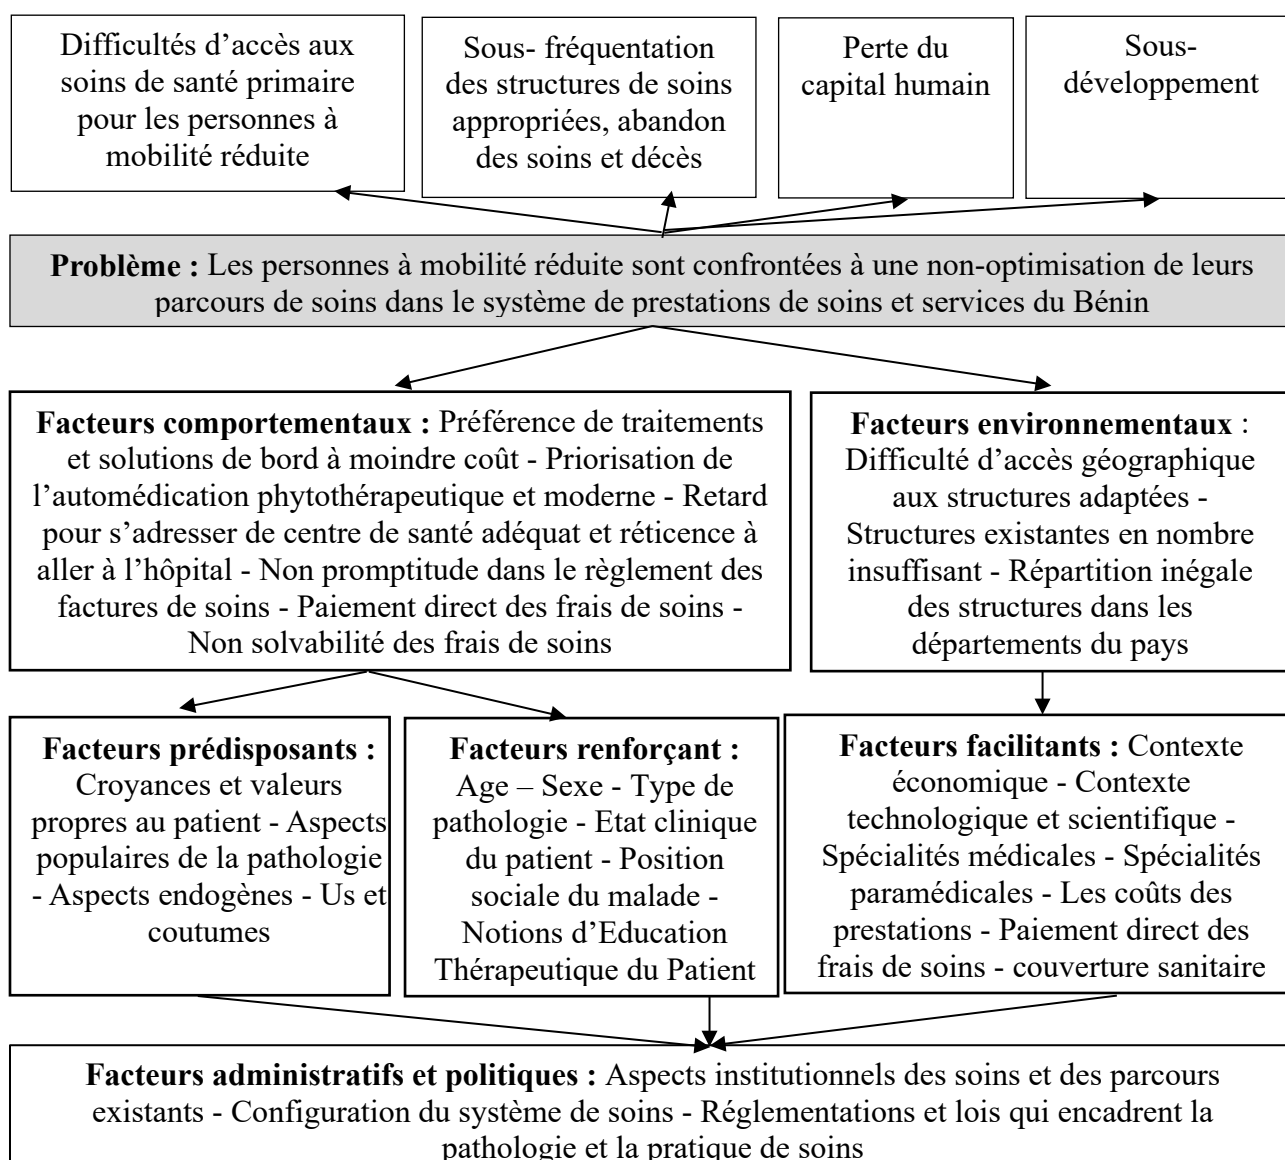 Difficultés d’accès aux
soins de santé primaire
pour les personnes à
mobilité réduite
Sous- fréquentation
des structures de soins
appropriées, abandon
des soins et décès
Perte du
capital humain
Sous-
développement
Problème : Les personnes à mobilité réduite sont confrontées à une non-optimisation de leurs
parcours de soins dans le système de prestations de soins et services du Bénin
Facteurs comportementaux : Préférence de traitements
et solutions de bord à moindre coût - Priorisation de
l’automédication phytothérapeutique et moderne - Retard
pour s’adresser de centre de santé adéquat et réticence à
aller à l’hôpital - Non promptitude dans le règlement des
factures de soins - Paiement direct des frais de soins -
Non solvabilité des frais de soins
Facteurs environnementaux :
Difficulté d’accès géographique
aux structures adaptées -
Structures existantes en nombre
insuffisant - Répartition inégale
des structures dans les
départements du pays
Facteurs prédisposants :
Croyances et valeurs
propres au patient - Aspects
populaires de la pathologie
- Aspects endogènes - Us et
coutumes
Facteurs renforçant :
Age – Sexe - Type de
pathologie - Etat clinique
du patient - Position
sociale du malade -
Notions d’Education
Thérapeutique du Patient
Facteurs facilitants : Contexte
économique - Contexte
technologique et scientifique -
Spécialités médicales - Spécialités
paramédicales - Les coûts des
prestations - Paiement direct des
frais de soins - couverture sanitaire
Facteurs administratifs et politiques : Aspects institutionnels des soins et des parcours
existants - Configuration du système de soins - Réglementations et lois qui encadrent la
pathologie et la pratique de soins